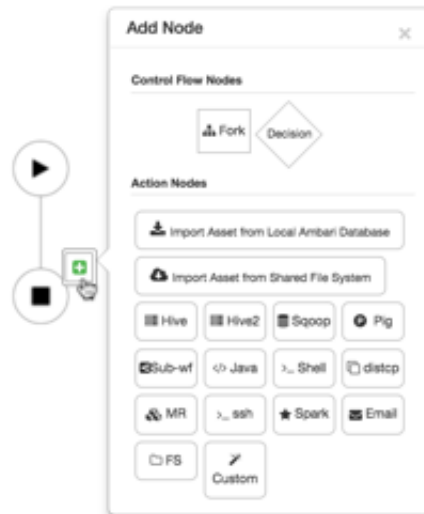 Add Node
Control Flow Nodes
Fork Decision
Action Nodes
Import Asset from Local Ambari Database
Import Asset from Shared File System
Hive Hive2 Sqoop Pig
Sub-wf Java Shell distcp
MR ssh Spark Email
FS Custom